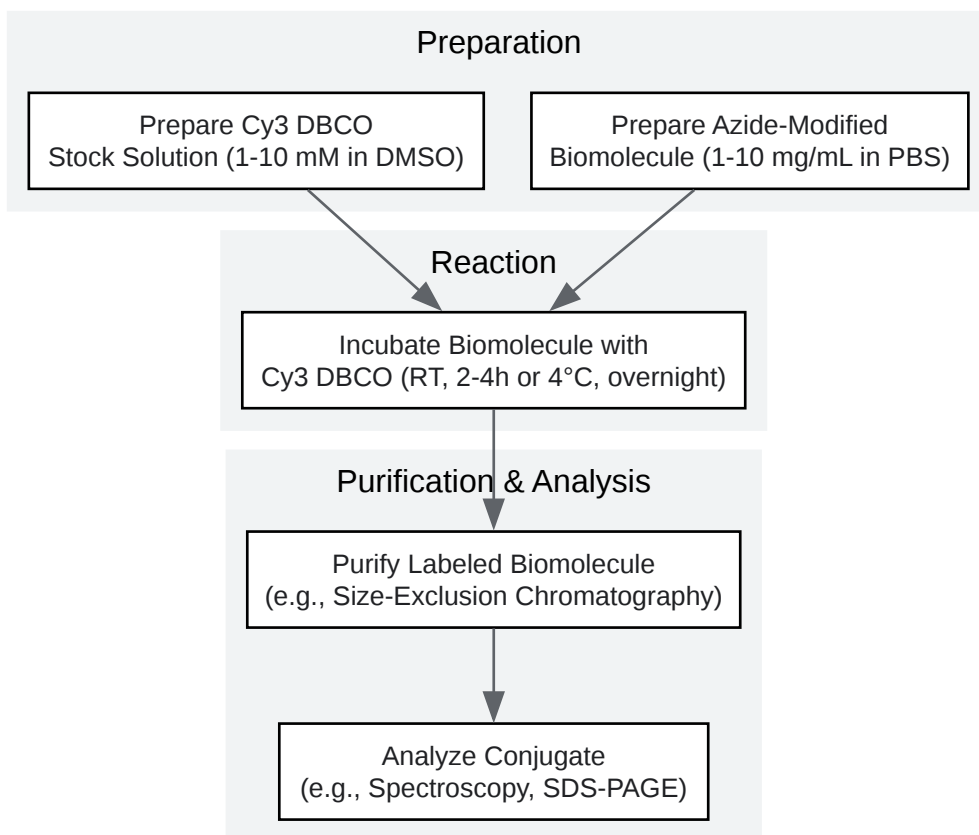 Preparation
Prepare Cy3 DBCO
Stock Solution (1-10 mM in DMSO)
Prepare Azide-Modified
Biomolecule (1-10 mg/mL in PBS)
Reaction
Incubate Biomolecule with
Cy3 DBCO (RT, 2-4h or 4°C, overnight)
Purification & Analysis
Purify Labeled Biomolecule
(e.g., Size-Exclusion Chromatography)
Analyze Conjugate
(e.g., Spectroscopy, SDS-PAGE)